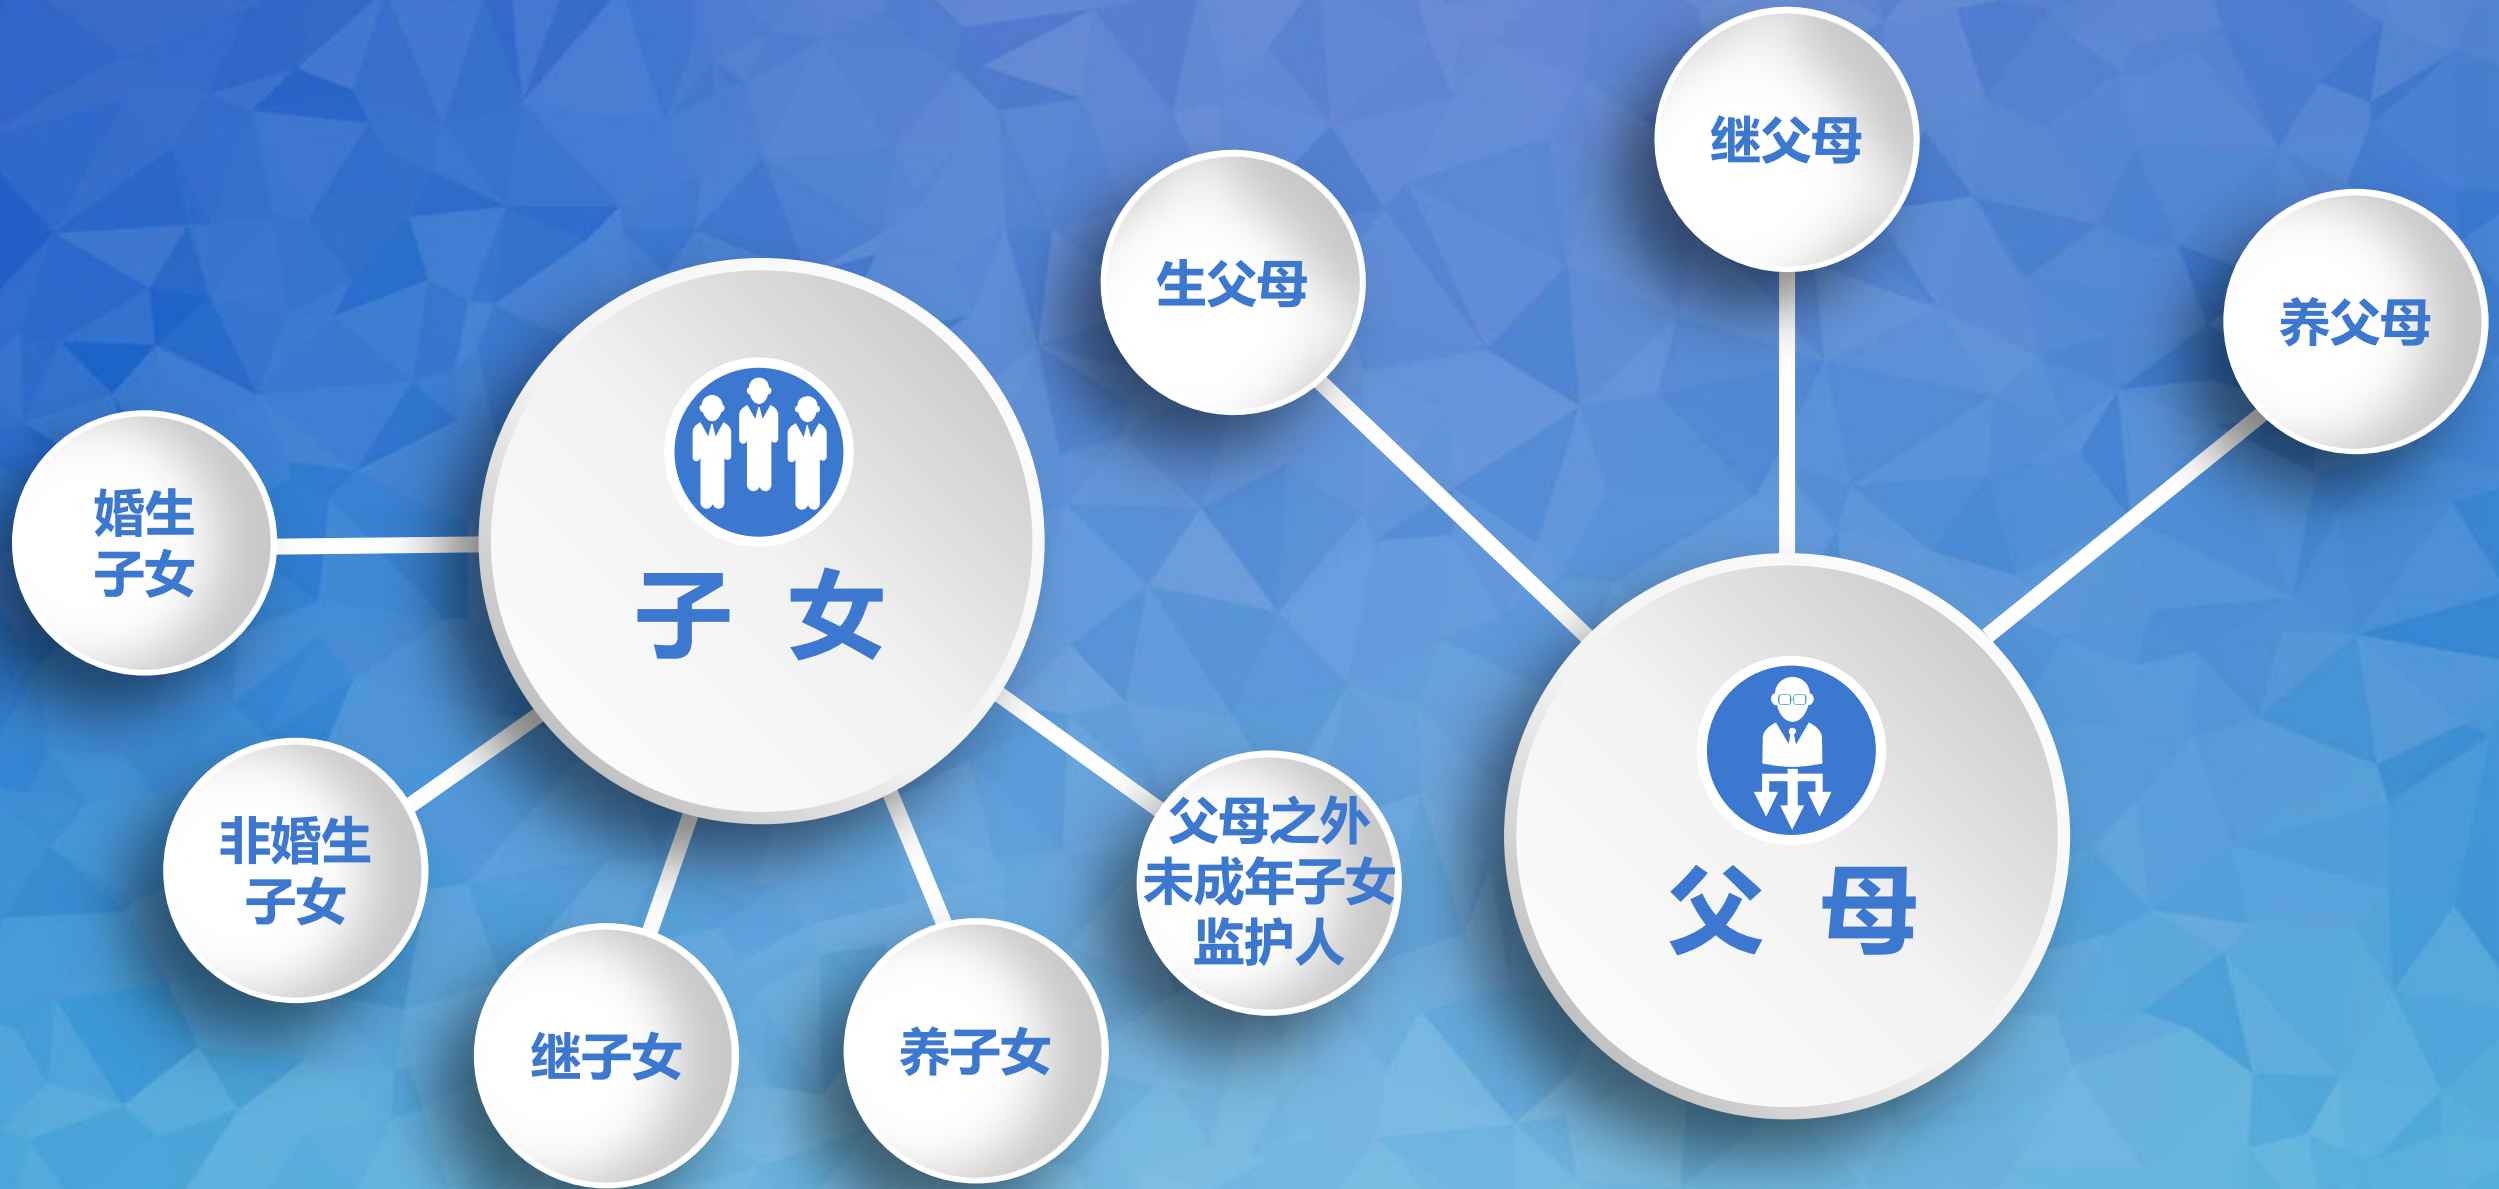 子 女
婚生
子女
非婚生
子女
继子女
养子女
父母之外
未成年子女
监护人
父 母
生父母
继父母
养父母